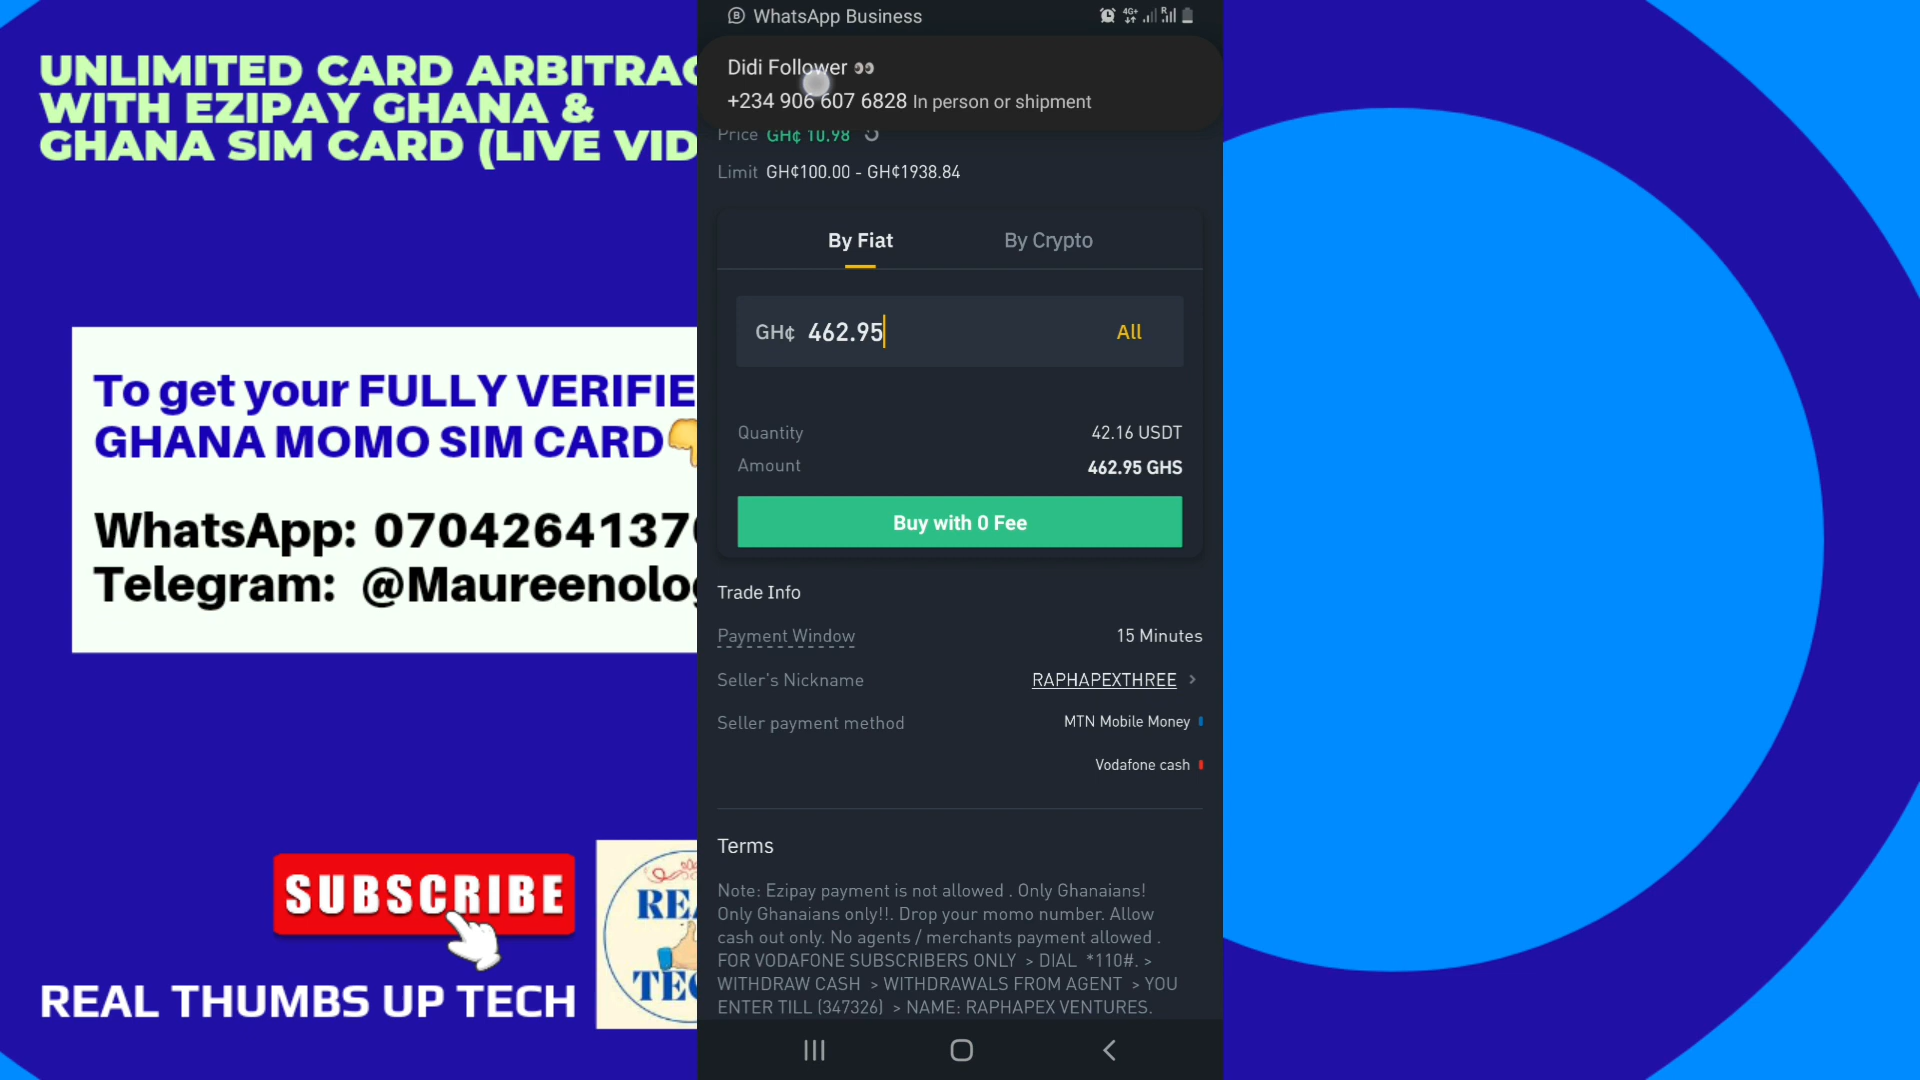 UNLIMITED CARD ARBITRAG
WITH EZIPAY GHANA &
GHANA SIM CARD (LIVE VID
To get your FULLY VERIFIE
GHANA MOMO SIM CARD
WhatsApp: 0704264137
Telegram: @Maureenolo
SUBSCRIBE
REAL THUMBS UP TECH
REA
TEC
WhatsApp Business
4G+
R
Didi Follower 👀
+234 906 607 6828 In person or shipment
Price GH¢ 10.98
Limit GH¢100.00 - GH¢1938.84
By Fiat By Crypto
GH¢ 462.95 All
Quantity 42.16 USDT
Amount 462.95 GHS
Buy with 0 Fee
Trade Info
Payment Window 15 Minutes
Seller's Nickname RAPHAPEXTHREE >
Seller payment method MTN Mobile Money
Vodafone cash
Terms
Note: Ezipay payment is not allowed . Only Ghanaians!
Only Ghanaians only!!. Drop your momo number. Allow
cash out only. No agents / merchants payment allowed .
FOR VODAFONE SUBSCRIBERS ONLY > DIAL *110#. >
WITHDRAW CASH > WITHDRAWALS FROM AGENT > YOU
ENTER TILL (347326) > NAME: RAPHAPEX VENTURES.